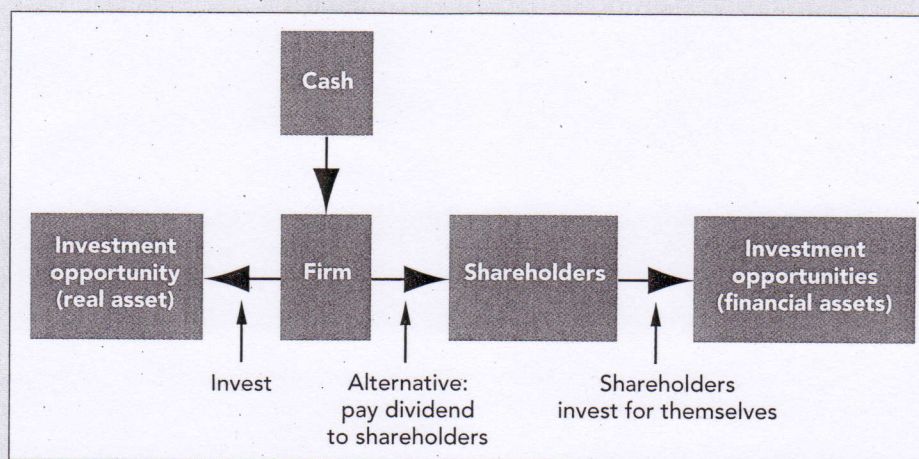 Cash
Investment
opportunity
(real asset)
Firm
Shareholders
Investment
opportunities
(financial assets)
Invest
Alternative:
pay dividend
to shareholders
Shareholders
invest for themselves